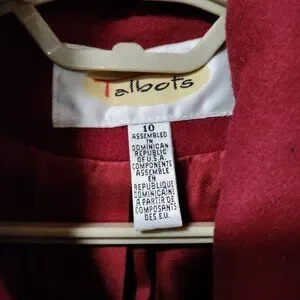 Talbots
10
ASSEMBLED
IN
DOMINICAN
REPUBLIC
OF U.S.A.
COMPONENTS
ASSEMBLE
EN
REPUBLIQUE
DOMINICAINE
A PARTIR DE
COMPOSANTS
DES E.U.